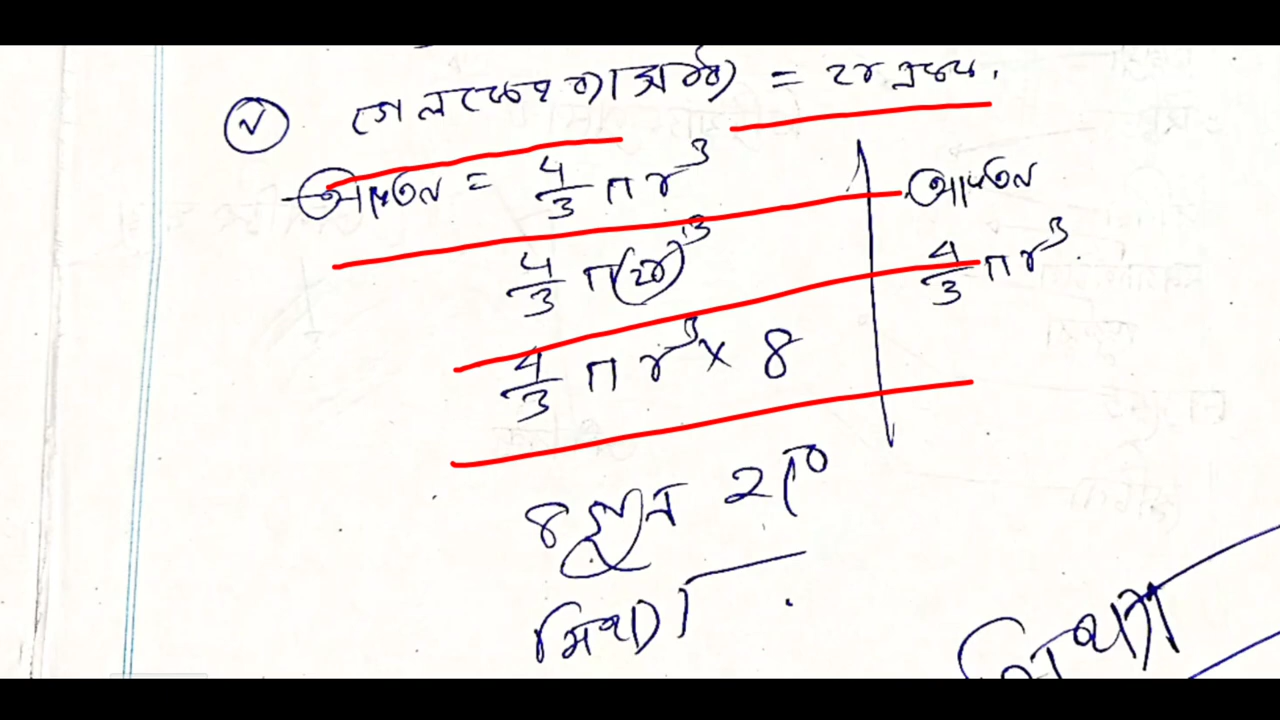 (v) গোলকের ব্যাসার্ধ = 2r হলে.
আয়তন = 4/3 π r³
4/3 π(2r)³
4/3 π r³ × 8
8 গুন
মিথ্যা
আয়তন
4/3 π r³
মিথ্যা